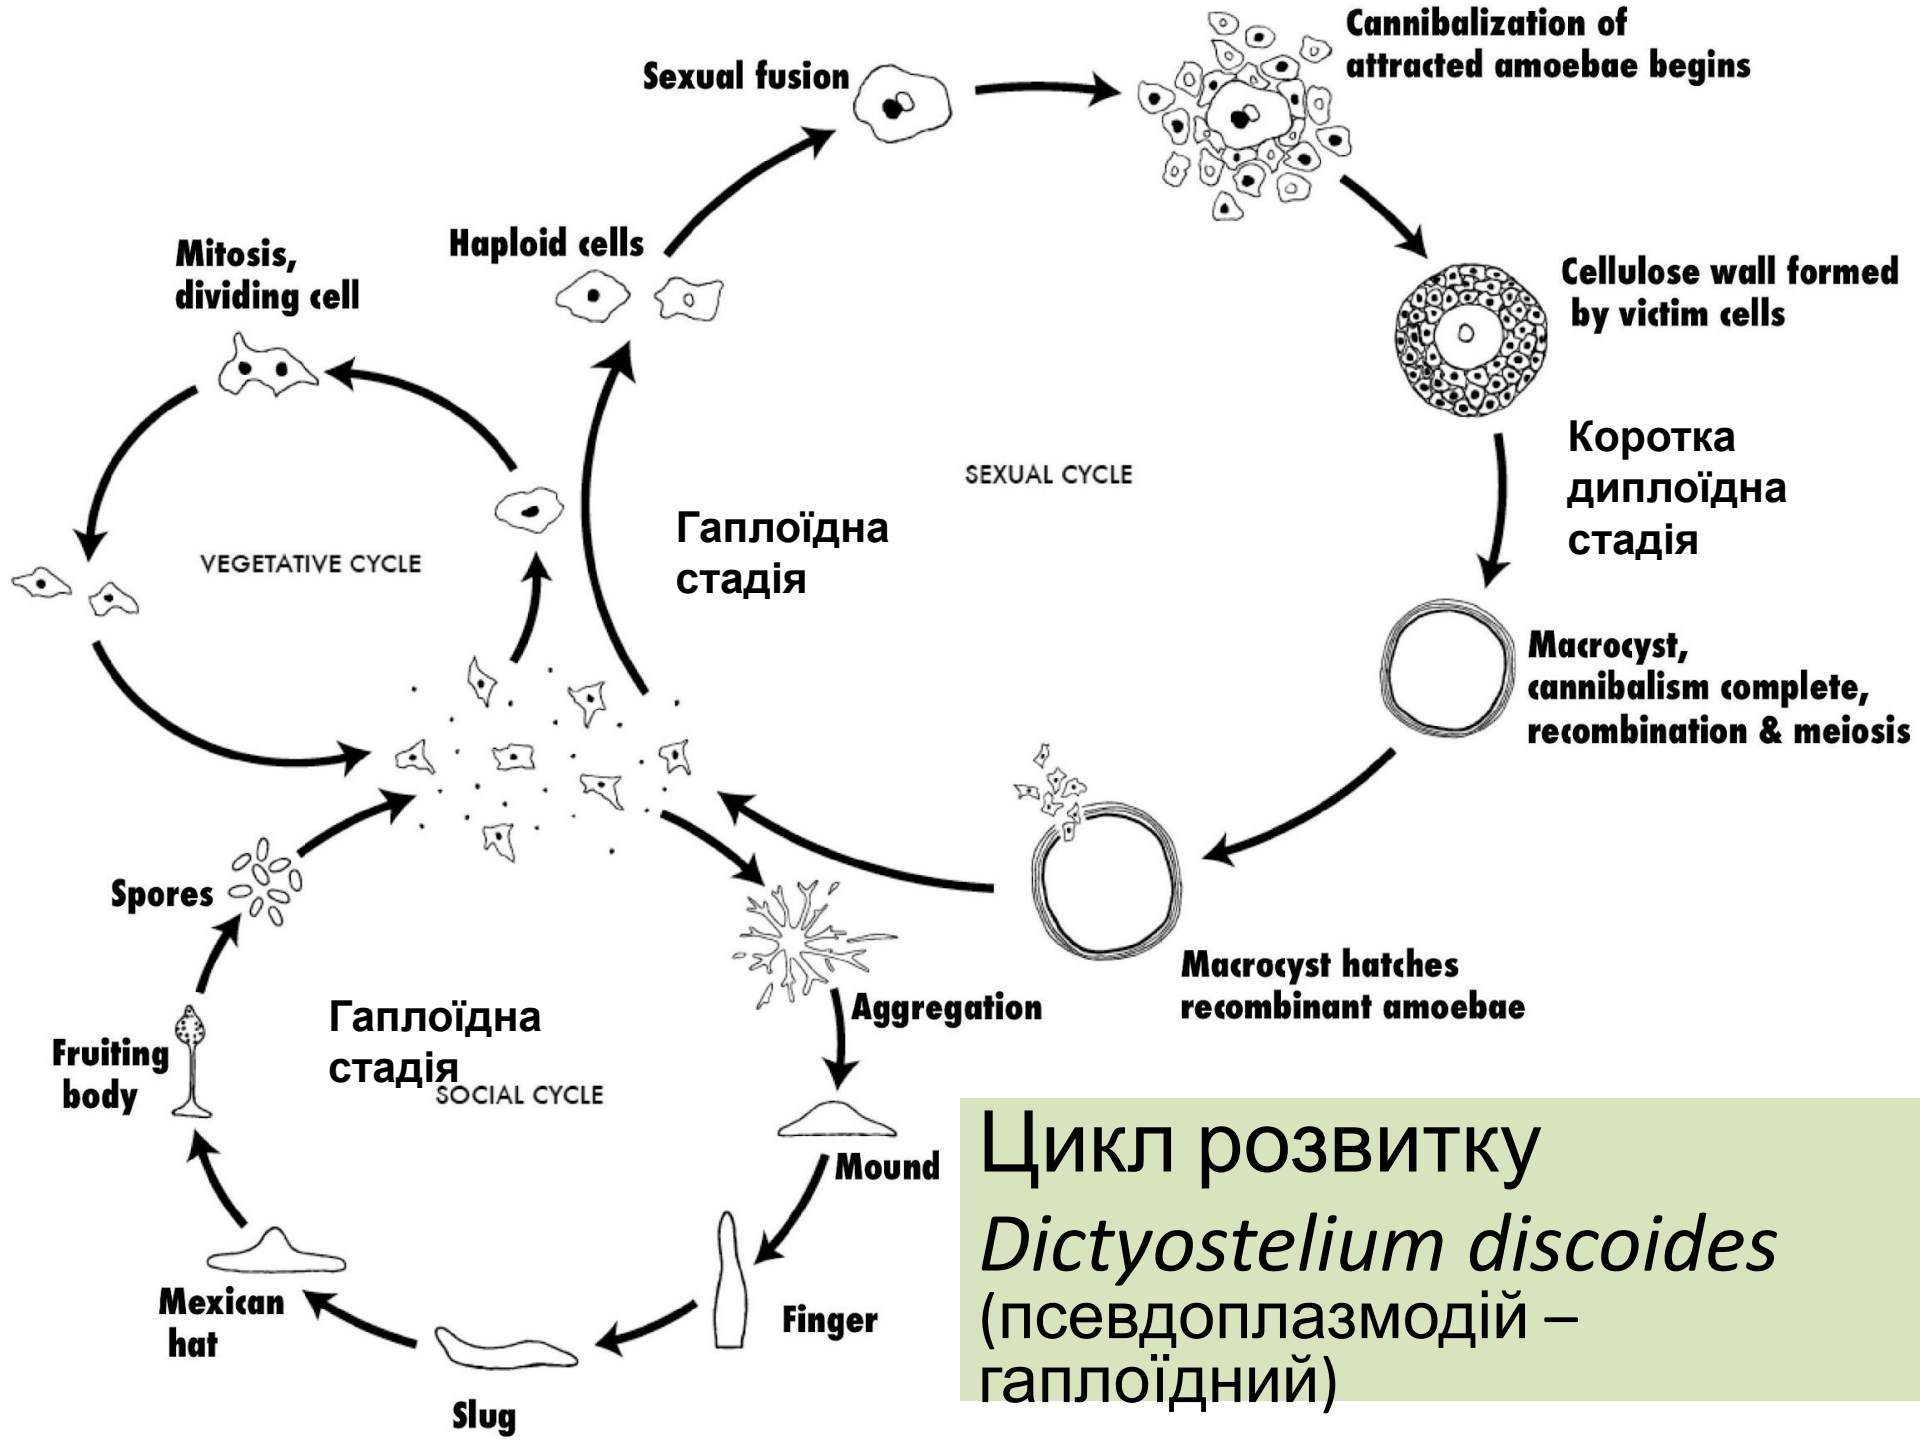 Cannibalization of
attracted amoebae begins
Sexual fusion
Haploid cells
Mitosis,
dividing cell
Cellulose wall formed
by victim cells
Коротка
диплоїдна
стадія
SEXUAL CYCLE
Гаплоїдна
стадія
VEGETATIVE CYCLE
Macrocyst,
cannibalism complete,
recombination & meiosis
Spores
Macrocyst hatches
recombinant amoebae
Aggregation
Гаплоїдна
стадія
SOCIAL CYCLE
Fruiting
body
Mound
Mexican
hat
Finger
Slug
Цикл розвитку
Dictyostelium discoides
(псевдоплазмодій –
гаплоїдний)